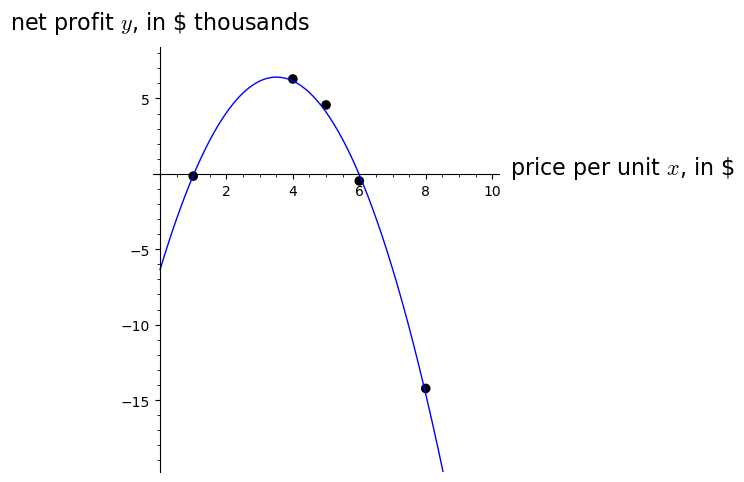 net profit y, in $ thousands
5
price per unit x, in $
2 4 6 8 10
−5
−10
−15